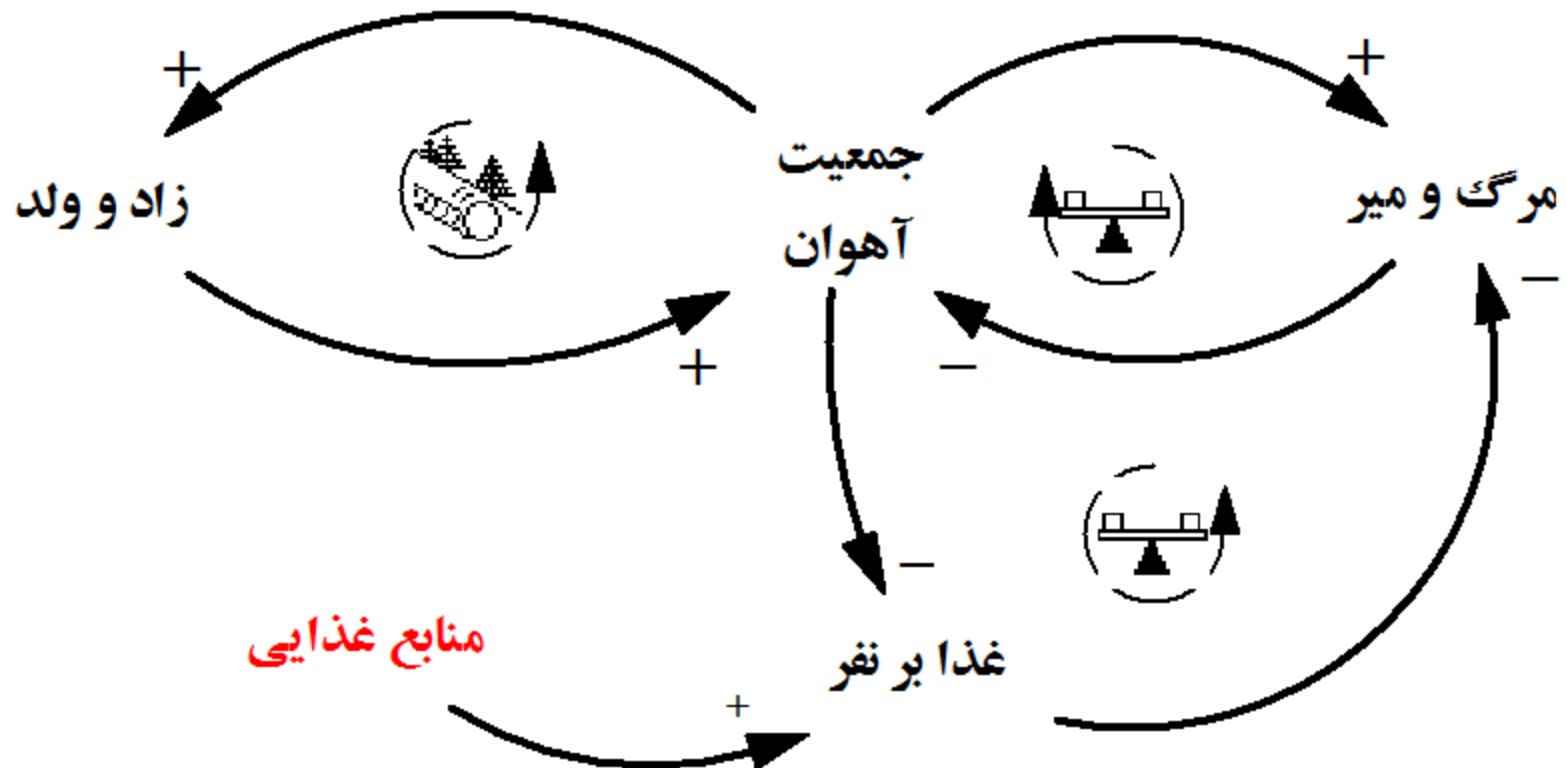 +
+
جمعیت
آهوان
مرگ و میر
زاد و ولد
−
+
−
−
منابع غذایی
غذا بر نفر
+